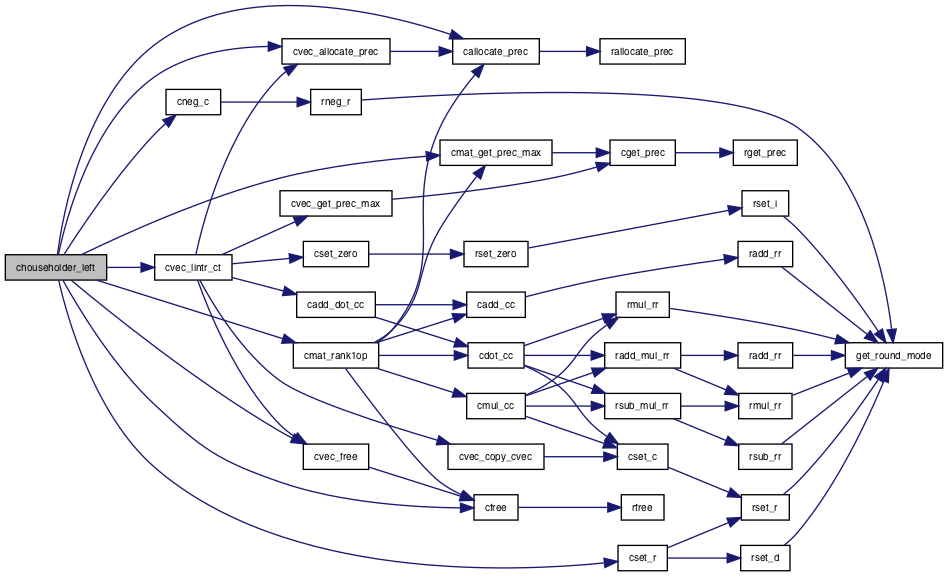 cvec_allocate_prec
callocate_prec
rallocate_prec
cneg_c
rneg_r
cmat_get_prec_max
cget_prec
rget_prec
cvec_get_prec_max
rset_i
chouseholder_left
cvec_lintr_ct
cset_zero
rset_zero
radd_rr
cadd_dot_cc
cadd_cc
rmul_rr
cmat_rank1op
cdot_cc
radd_mul_rr
radd_rr
get_round_mode
cmul_cc
rsub_mul_rr
rmul_rr
cvec_free
cvec_copy_cvec
cset_c
rsub_rr
cfree
rfree
rset_r
cset_r
rset_d